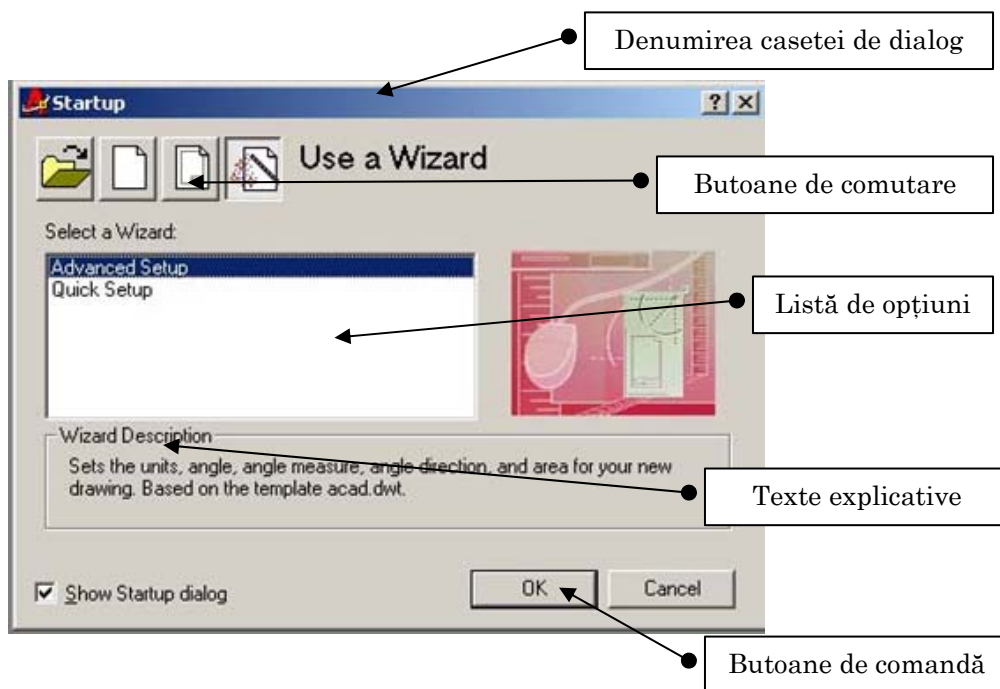 Denumirea casetei de dialog
Startup
Use a Wizard
Butoane de comutare
Select a Wizard:
Advanced Setup
Quick Setup
Listă de opțiuni
Wizard Description
Sets the units, angle, angle measure, angle direction, and area for your new
drawing. Based on the template acad.dwt.
Texte explicative
Show Startup dialog
OK
Cancel
Butoane de comandă